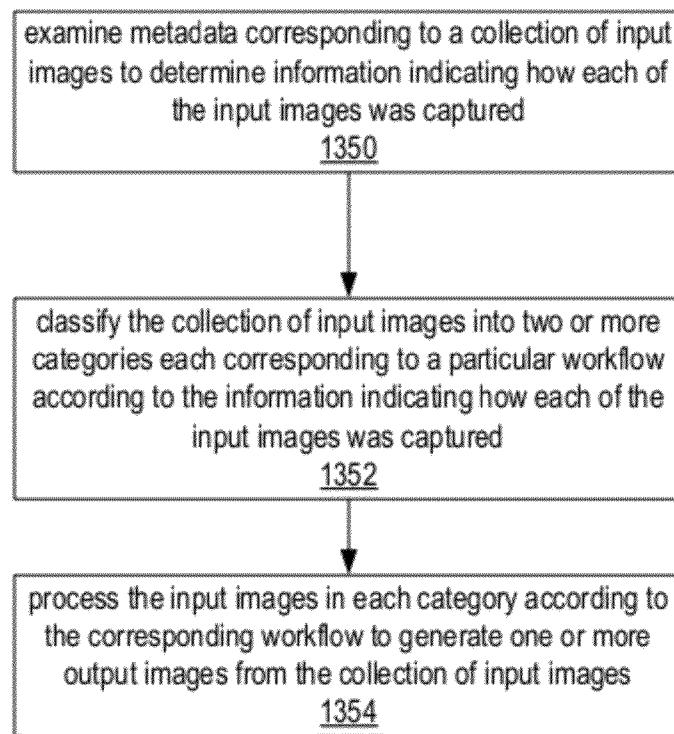 examine metadata corresponding to a collection of input
images to determine information indicating how each of
the input images was captured
1350
classify the collection of input images into two or more
categories each corresponding to a particular workflow
according to the information indicating how each of the
input images was captured
1352
process the input images in each category according to
the corresponding workflow to generate one or more
output images from the collection of input images
1354